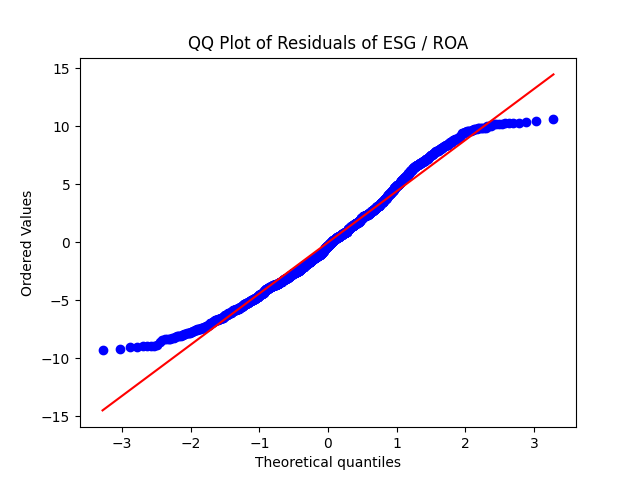 QQ Plot of Residuals of ESG / ROA
15
10
5
0
−5
−10
−15
Ordered Values
−3 −2 −1 0 1 2 3
Theoretical quantiles